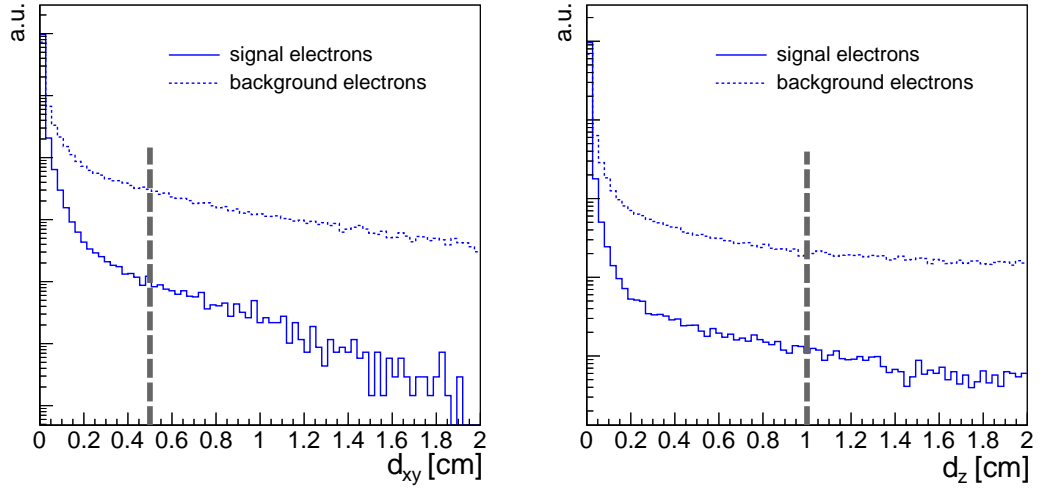 a.u.
signal electrons
background electrons
0 0.2 0.4 0.6 0.8 1 1.2 1.4 1.6 1.8 2
d_xy [cm]
a.u.
signal electrons
background electrons
0 0.2 0.4 0.6 0.8 1 1.2 1.4 1.6 1.8 2
d_z [cm]